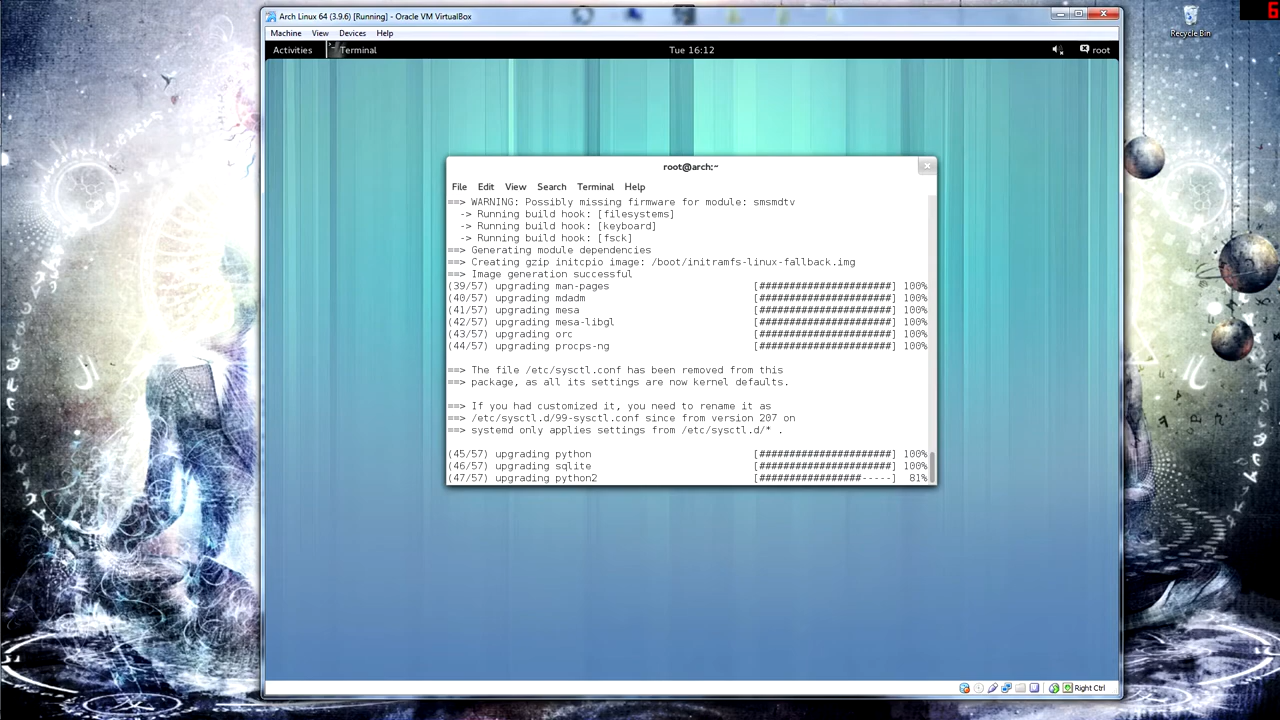 Arch Linux 64 (3.9.6) [Running] - Oracle VM VirtualBox
6
Machine View Devices Help
Recycle Bin
Activities Terminal Tue 16:12 root
root@arch:~
File Edit View Search Terminal Help
==> WARNING: Possibly missing firmware for module: smsmdtv
-> Running build hook: [filesystems]
-> Running build hook: [keyboard]
-> Running build hook: [fsck]
==> Generating module dependencies
==> Creating gzip initcpio image: /boot/initramfs-linux-fallback.img
==> Image generation successful
(39/57) upgrading man-pages [######################] 100%
(40/57) upgrading mdadm [######################] 100%
(41/57) upgrading mesa [######################] 100%
(42/57) upgrading mesa-libgl [######################] 100%
(43/57) upgrading orc [######################] 100%
(44/57) upgrading procps-ng [######################] 100%
==> The file /etc/sysctl.conf has been removed from this
==> package, as all its settings are now kernel defaults.
==> If you had customized it, you need to rename it as
==> /etc/sysctl.d/99-sysctl.conf since from version 207 on
==> systemd only applies settings from /etc/sysctl.d/* .
(45/57) upgrading python [######################] 100%
(46/57) upgrading sqlite [######################] 100%
(47/57) upgrading python2 [#################-----] 81%
Right Ctrl